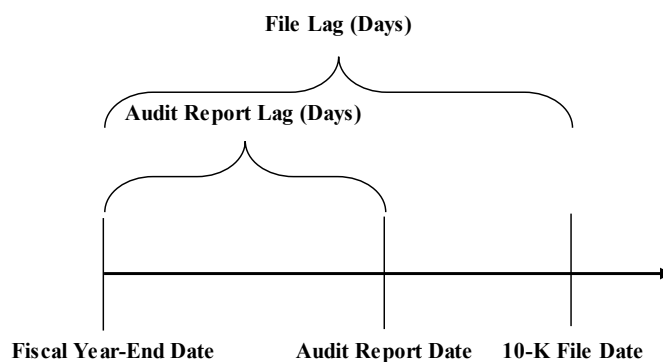 File Lag (Days)
Audit Report Lag (Days)
Fiscal Year-End Date
Audit Report Date
10-K File Date